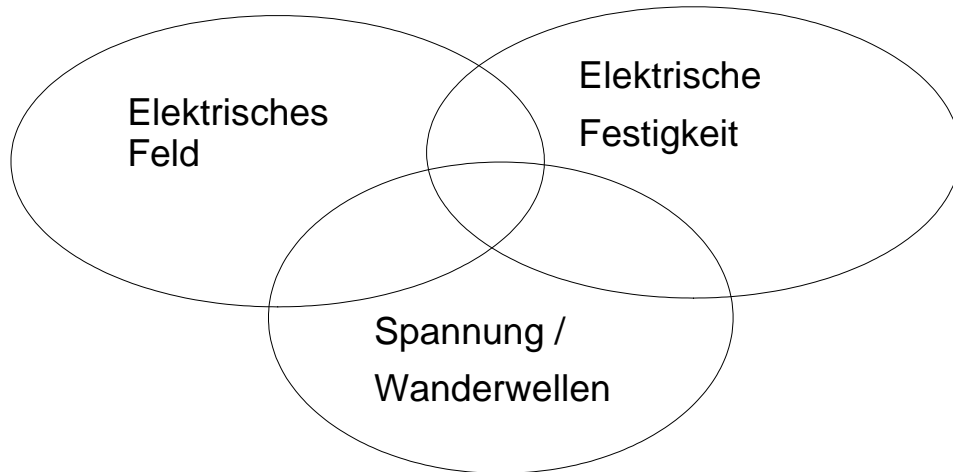 Elektrisches
Feld
Elektrische
Festigkeit
Spannung /
Wanderwellen